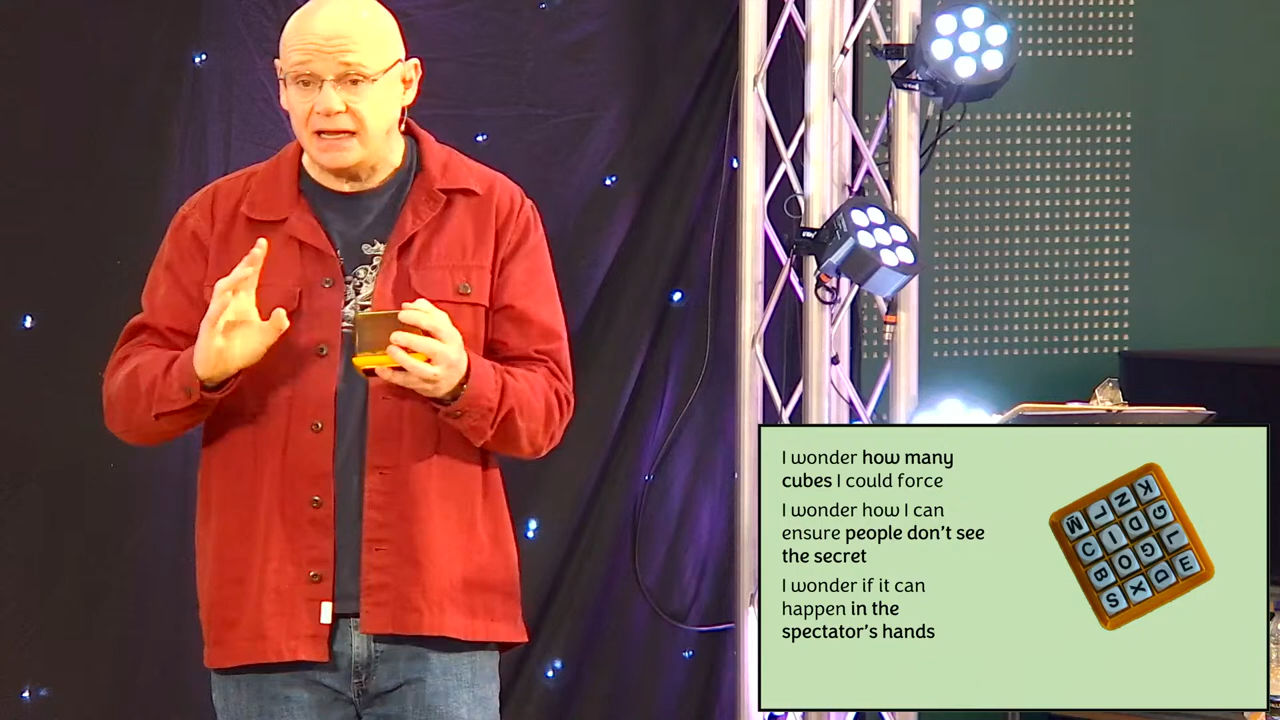 I wonder how many
cubes I could force
I wonder how I can
ensure people don't see
the secret
I wonder if it can
happen in the
spectator's hands
M L K
C I D G
B O G L
S X D E